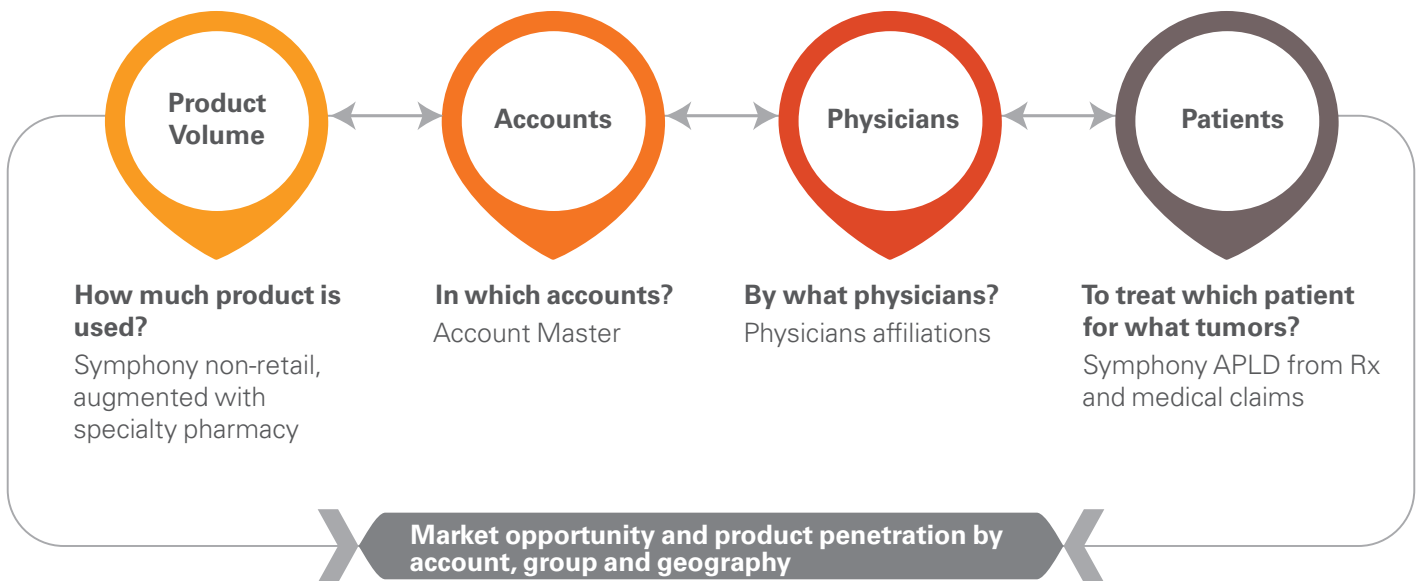 Product
Volume
Accounts
Physicians
Patients
How much product is
used?
Symphony non-retail,
augmented with
specialty pharmacy
In which accounts?
Account Master
By what physicians?
Physicians affiliations
To treat which patient
for what tumors?
Symphony APLD from Rx
and medical claims
Market opportunity and product penetration by
account, group and geography